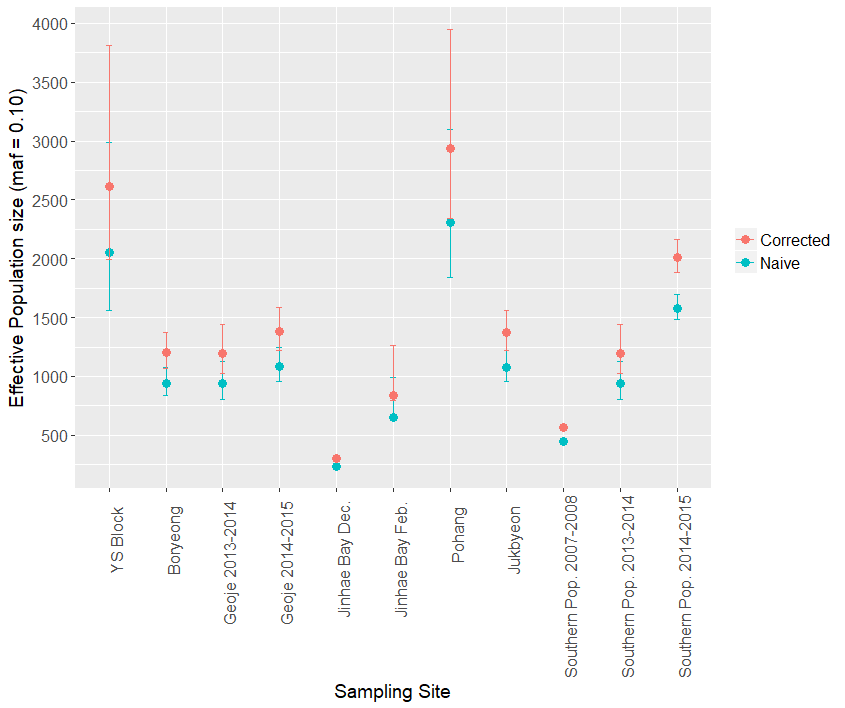 Effective Population size (maf = 0.10)
4000
3500
3000
2500
2000
1500
1000
500
YS Block
Boryeong
Geoje 2013-2014
Geoje 2014-2015
Jinhae Bay Dec.
Jinhae Bay Feb.
Pohang
Jukbyeon
Southern Pop. 2007-2008
Southern Pop. 2013-2014
Southern Pop. 2014-2015
Sampling Site
Corrected
Naive